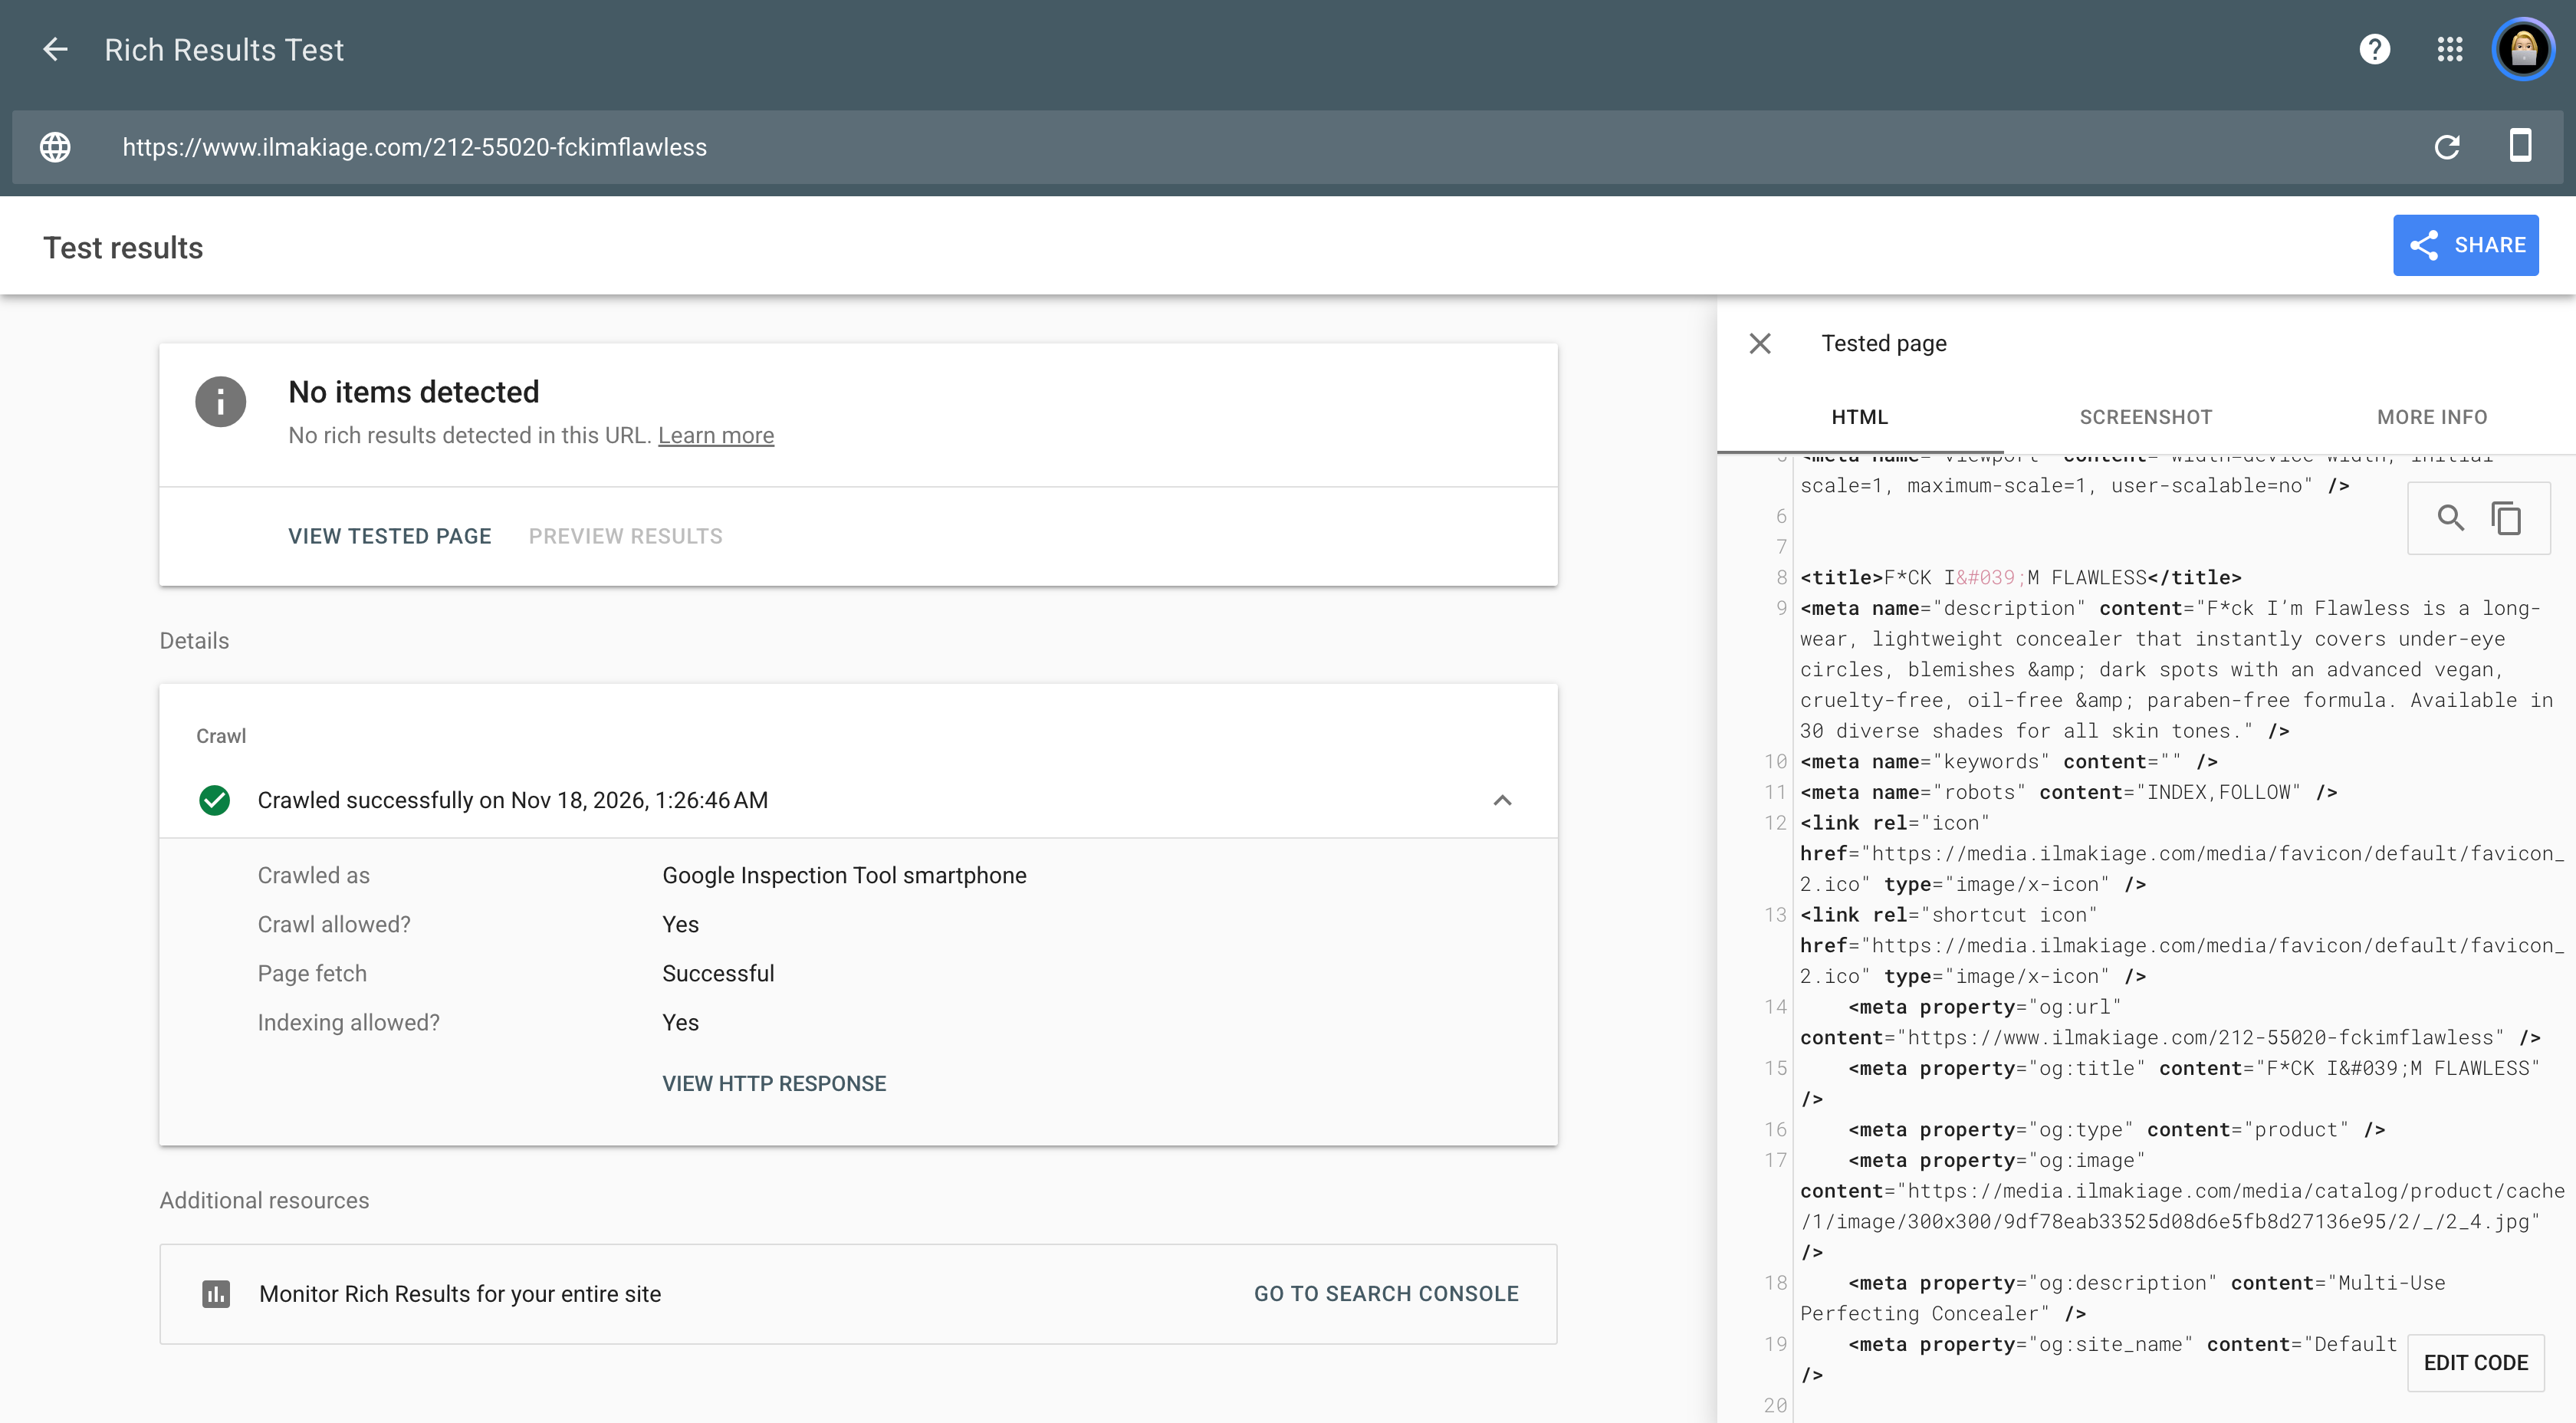 Rich Results Test
https://www.ilmakiage.com/212-55020-fckimflawless
Test results
SHARE
No items detected
No rich results detected in this URL. Learn more
VIEW TESTED PAGE PREVIEW RESULTS
Details
Crawl
Crawled successfully on Nov 18, 2026, 1:26:46 AM
Crawled as Google Inspection Tool smartphone
Crawl allowed? Yes
Page fetch Successful
Indexing allowed? Yes
VIEW HTTP RESPONSE
Additional resources
Monitor Rich Results for your entire site GO TO SEARCH CONSOLE
Tested page
HTML SCREENSHOT MORE INFO
5 <meta name="viewport" content="width=device-width, initial-
scale=1, maximum-scale=1, user-scalable=no" />
6
7
8 <title>F*CK I&#039;M FLAWLESS</title>
9 <meta name="description" content="F*ck I’m Flawless is a long-
wear, lightweight concealer that instantly covers under-eye
circles, blemishes &amp; dark spots with an advanced vegan,
cruelty-free, oil-free &amp; paraben-free formula. Available in
30 diverse shades for all skin tones." />
10 <meta name="keywords" content="" />
11 <meta name="robots" content="INDEX,FOLLOW" />
12 <link rel="icon"
href="https://media.ilmakiage.com/media/favicon/default/favicon_
2.ico" type="image/x-icon" />
13 <link rel="shortcut icon"
href="https://media.ilmakiage.com/media/favicon/default/favicon_
2.ico" type="image/x-icon" />
14 <meta property="og:url"
content="https://www.ilmakiage.com/212-55020-fckimflawless" />
15 <meta property="og:title" content="F*CK I&#039;M FLAWLESS"
/>
16 <meta property="og:type" content="product" />
17 <meta property="og:image"
content="https://media.ilmakiage.com/media/catalog/product/cache
/1/image/300x300/9df78eab33525d08d6e5fb8d27136e95/2/_/2_4.jpg"
/>
18 <meta property="og:description" content="Multi-Use
Perfecting Concealer" />
19 <meta property="og:site_name" content="Default
/>
20
EDIT CODE